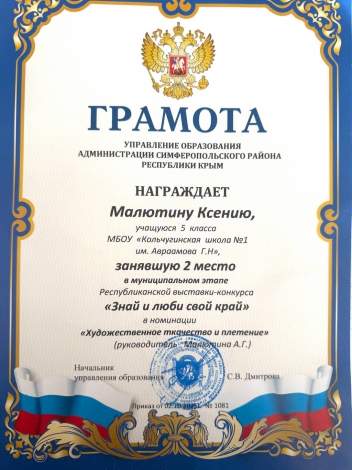 ГРАМОТА
УПРАВЛЕНИЕ ОБРАЗОВАНИЯ
АДМИНИСТРАЦИИ СИМФЕРОПОЛЬСКОГО РАЙОНА
РЕСПУБЛИКИ КРЫМ
НАГРАЖДАЕТ
Малютину Ксению,
учащуюся 5 класса
МБОУ «Кольчугинская школа №1
им. Авраамова Г.Н»,
занявшую 2 место
в муниципальном этапе
Республиканской выставки-конкурса
«Знай и люби свой край»
в номинации
«Художественное ткачество и плетение»
(руководитель: Малютина А.Г.)
Начальник
управления образования С.В. Дмитрова
Приказ от № 1081